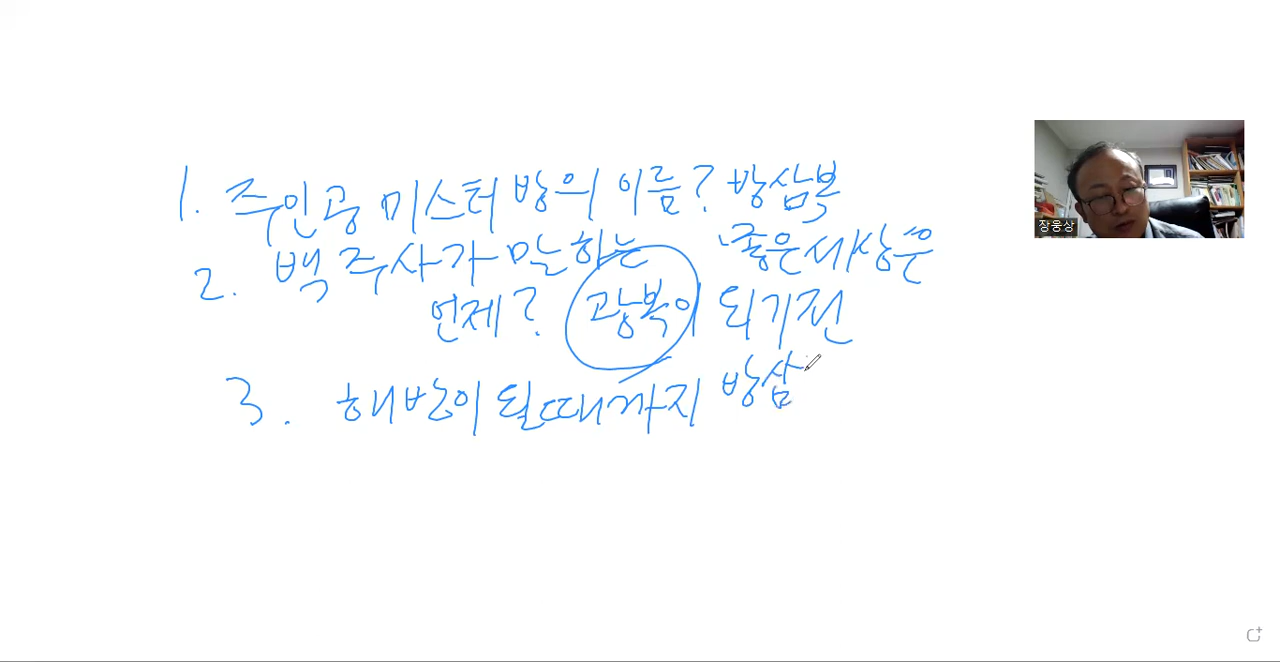 1. 주인공 미스터 방의 이름? 방삼복
2. 백 주사가 말하는 '좋은세상'은
언제? 광복이 되기전
3. 해방이 될때까지 방삼
장웅상